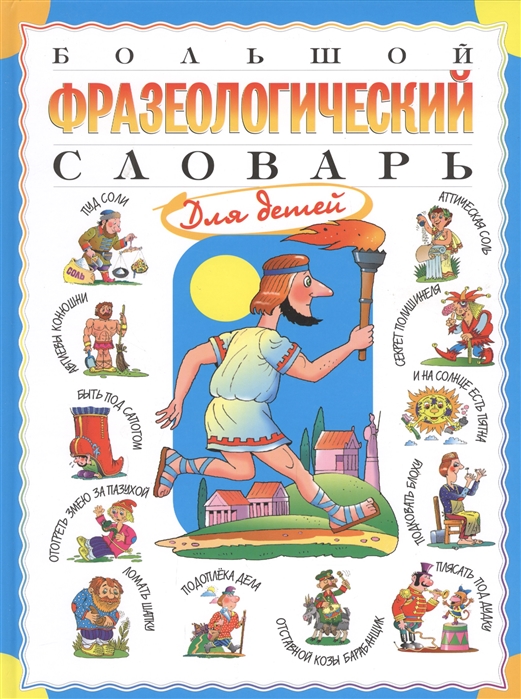 БОЛЬШОЙ
ФРАЗЕОЛОГИЧЕСКИЙ
СЛОВАРЬ
Для детей
ПУД СОЛИ
СОЛЬ
АВГИЕВЫ КОНЮШНИ
БЫТЬ ПОД САПОГОМ
ОТОГРЕТЬ ЗМЕЮ ЗА ПАЗУХОЙ
ЛОМАТЬ ШАПКУ
ПОДОПЛЁКА ДЕЛА
ОТСТАВНОЙ КОЗЫ БАРАБАНЩИК
АТТИЧЕСКАЯ СОЛЬ
СЕКРЕТ ПОЛИШИНЕЛЯ
И НА СОЛНЦЕ ЕСТЬ ПЯТНА
ПОДКОВАТЬ БЛОХУ
ПЛЯСАТЬ ПОД ДУДКУ